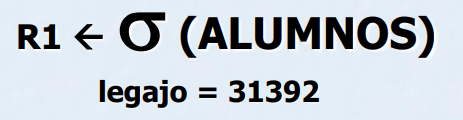 R1 ← σ (ALUMNOS)
legajo = 31392